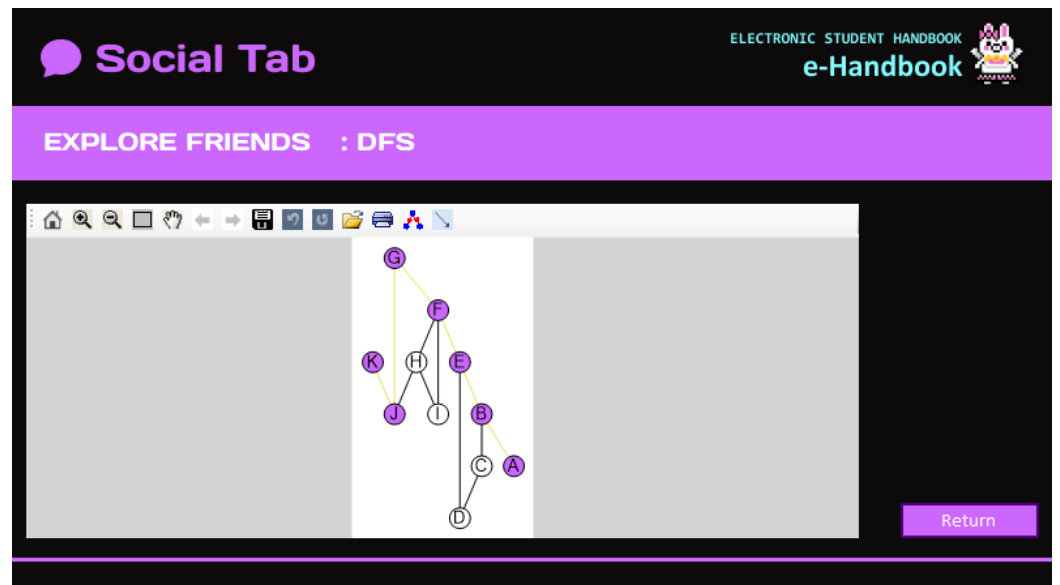 Social Tab
ELECTRONIC STUDENT HANDBOOK
e-Handbook
EXPLORE FRIENDS : DFS
G
F
K H E
J I B
C A
D
Return